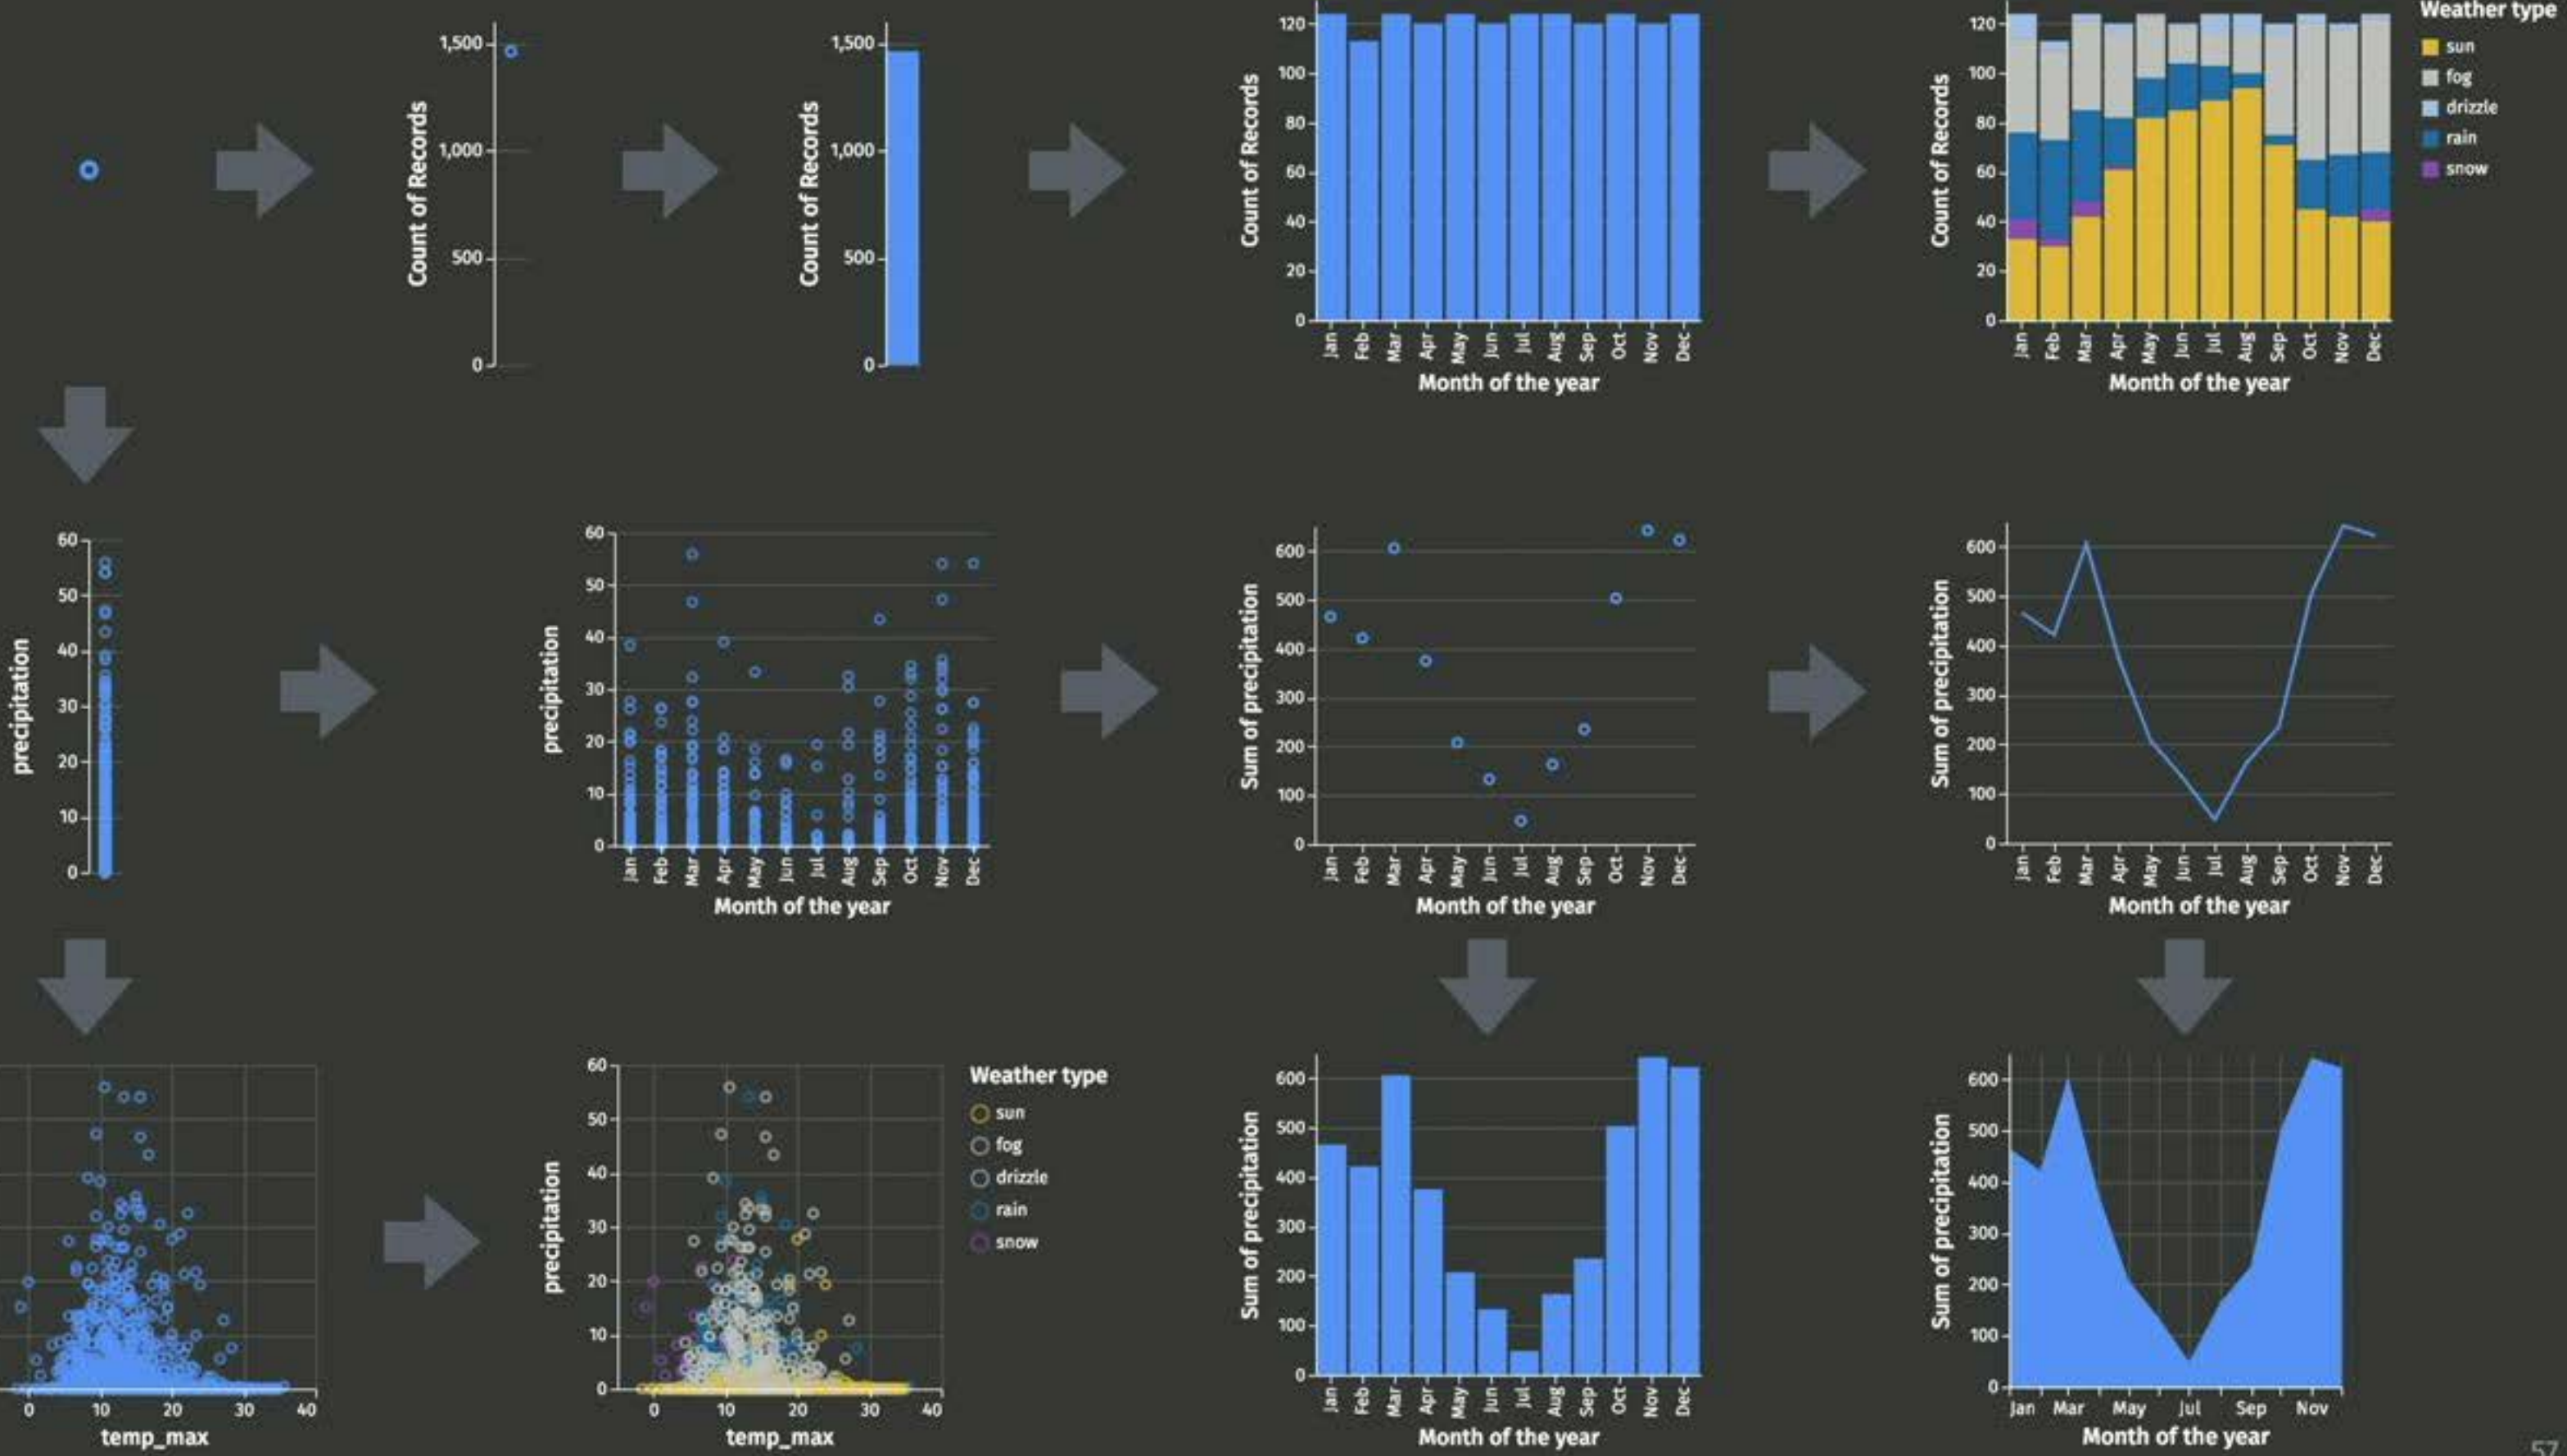 1,500
1,000
500
0
Count of Records
1,500
1,000
500
0
Count of Records
120
100
80
60
40
20
0
Count of Records
Jan Feb Mar Apr May Jun Jul Aug Sep Oct Nov Dec
Month of the year
120
100
80
60
40
20
0
Count of Records
Jan Feb Mar Apr May Jun Jul Aug Sep Oct Nov Dec
Month of the year
Weather type
sun
fog
drizzle
rain
snow
60
50
40
30
20
10
0
precipitation
60
50
40
30
20
10
0
precipitation
Jan Feb Mar Apr May Jun Jul Aug Sep Oct Nov Dec
Month of the year
600
500
400
300
200
100
0
Sum of precipitation
Jan Feb Mar Apr May Jun Jul Aug Sep Oct Nov Dec
Month of the year
600
500
400
300
200
100
0
Sum of precipitation
Jan Feb Mar Apr May Jun Jul Aug Sep Oct Nov Dec
Month of the year
0 10 20 30 40
temp_max
60
50
40
30
20
10
0
precipitation
0 10 20 30 40
temp_max
Weather type
sun
fog
drizzle
rain
snow
600
500
400
300
200
100
0
Sum of precipitation
Jan Feb Mar Apr May Jun Jul Aug Sep Oct Nov Dec
Month of the year
600
500
400
300
200
100
0
Sum of precipitation
Jan Mar May Jul Sep Nov
Month of the year
57